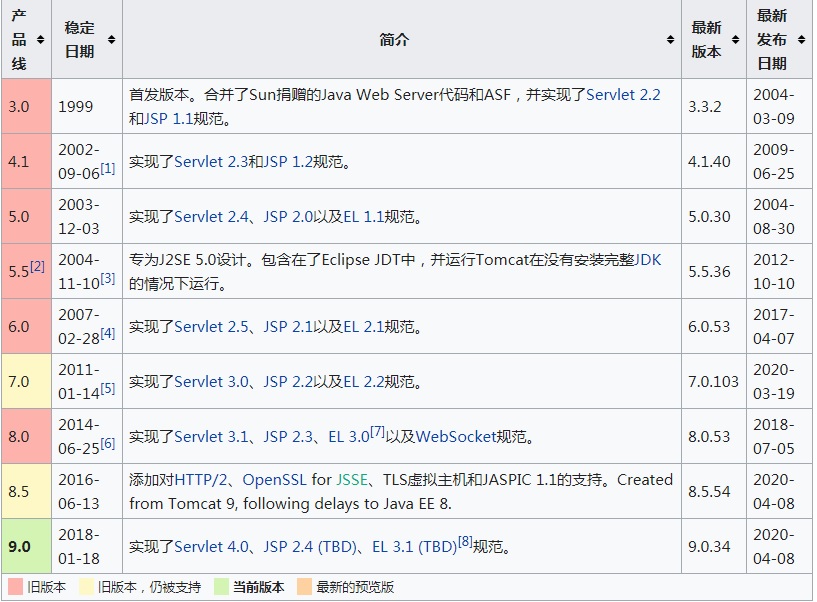 产品线 稳定日期 简介 最新版本 最新发布日期
3.0 1999 首发版本。合并了Sun捐赠的Java Web Server代码和ASF，并实现了Servlet 2.2 3.3.2 2004-
和JSP 1.1规范。 03-09
4.1 2002- 实现了Servlet 2.3和JSP 1.2规范。 4.1.40 2009-
09-06[1] 06-25
5.0 2003- 实现了Servlet 2.4、JSP 2.0以及EL 1.1规范。 5.0.30 2004-
12-03 08-30
5.5[2] 2004- 专为J2SE 5.0设计。包含在了Eclipse JDT中，并运行Tomcat在没有安装完整JDK 5.5.36 2012-
11-10[3] 的情况下运行。 10-10
6.0 2007- 实现了Servlet 2.5、JSP 2.1以及EL 2.1规范。 6.0.53 2017-
02-28[4] 04-07
7.0 2011- 实现了Servlet 3.0、JSP 2.2以及EL 2.2规范。 7.0.103 2020-
01-14[5] 03-19
8.0 2014- 实现了Servlet 3.1、JSP 2.3、EL 3.0[7]以及WebSocket规范。 8.0.53 2018-
06-25[6] 07-05
8.5 2016- 添加对HTTP/2、OpenSSL for JSSE、TLS虚拟主机和JASPIC 1.1的支持。Created 8.5.54 2020-
06-13 from Tomcat 9, following delays to Java EE 8. 04-08
9.0 2018- 实现了Servlet 4.0、JSP 2.4 (TBD)、EL 3.1 (TBD)[8]规范。 9.0.34 2020-
01-18 04-08
旧版本 旧版本，仍被支持 当前版本 最新的预览版